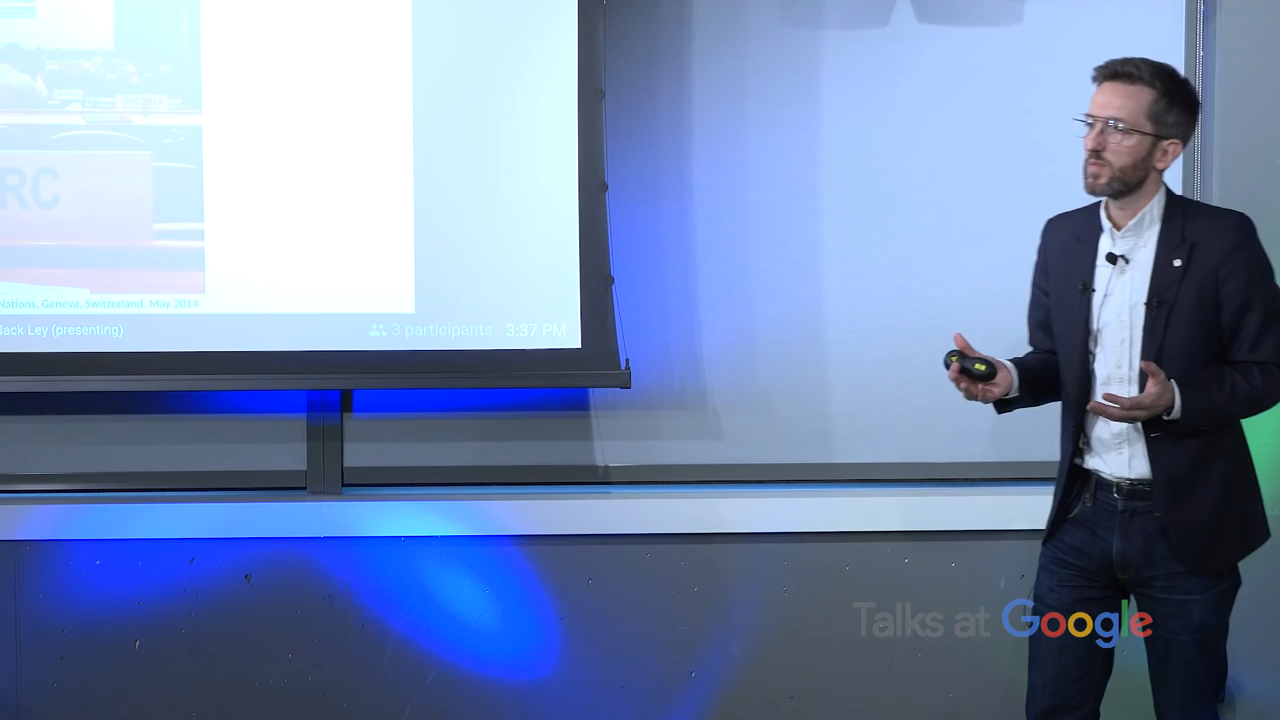 RC
Nations, Geneva, Switzerland, May 2014
Jack Ley (presenting)
3 participants 3:37 PM
Talks at Google